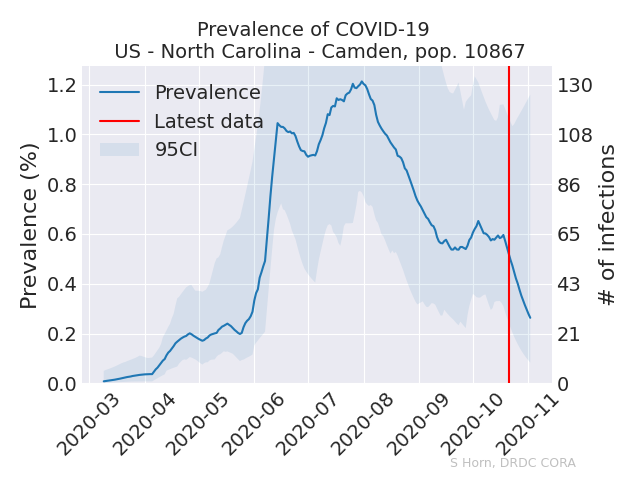 Prevalence of COVID-19
US - North Carolina - Camden, pop. 10867
Prevalence
Latest data
95CI
Prevalence (%)
1.2
1.0
0.8
0.6
0.4
0.2
0.0
130
108
86
65
43
21
0
# of infections
2020-03
2020-04
2020-05
2020-06
2020-07
2020-08
2020-09
2020-10
2020-11
S Horn, DRDC CORA